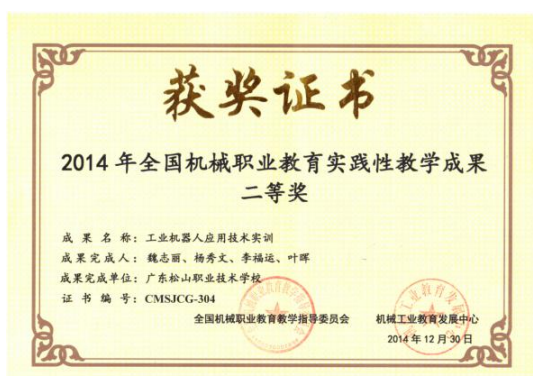 获奖证书
2014年全国机械职业教育实践性教学成果
二等奖
成果名称：工业机器人应用技术实训
成果完成人：魏志丽、杨秀文、李福运、叶晖
成果完成单位：广东松山职业技术学校
证书编号：CMSJCG-304
全国机械职业教育教学指导委员会 机械工业教育发展中心
2014年12月30日